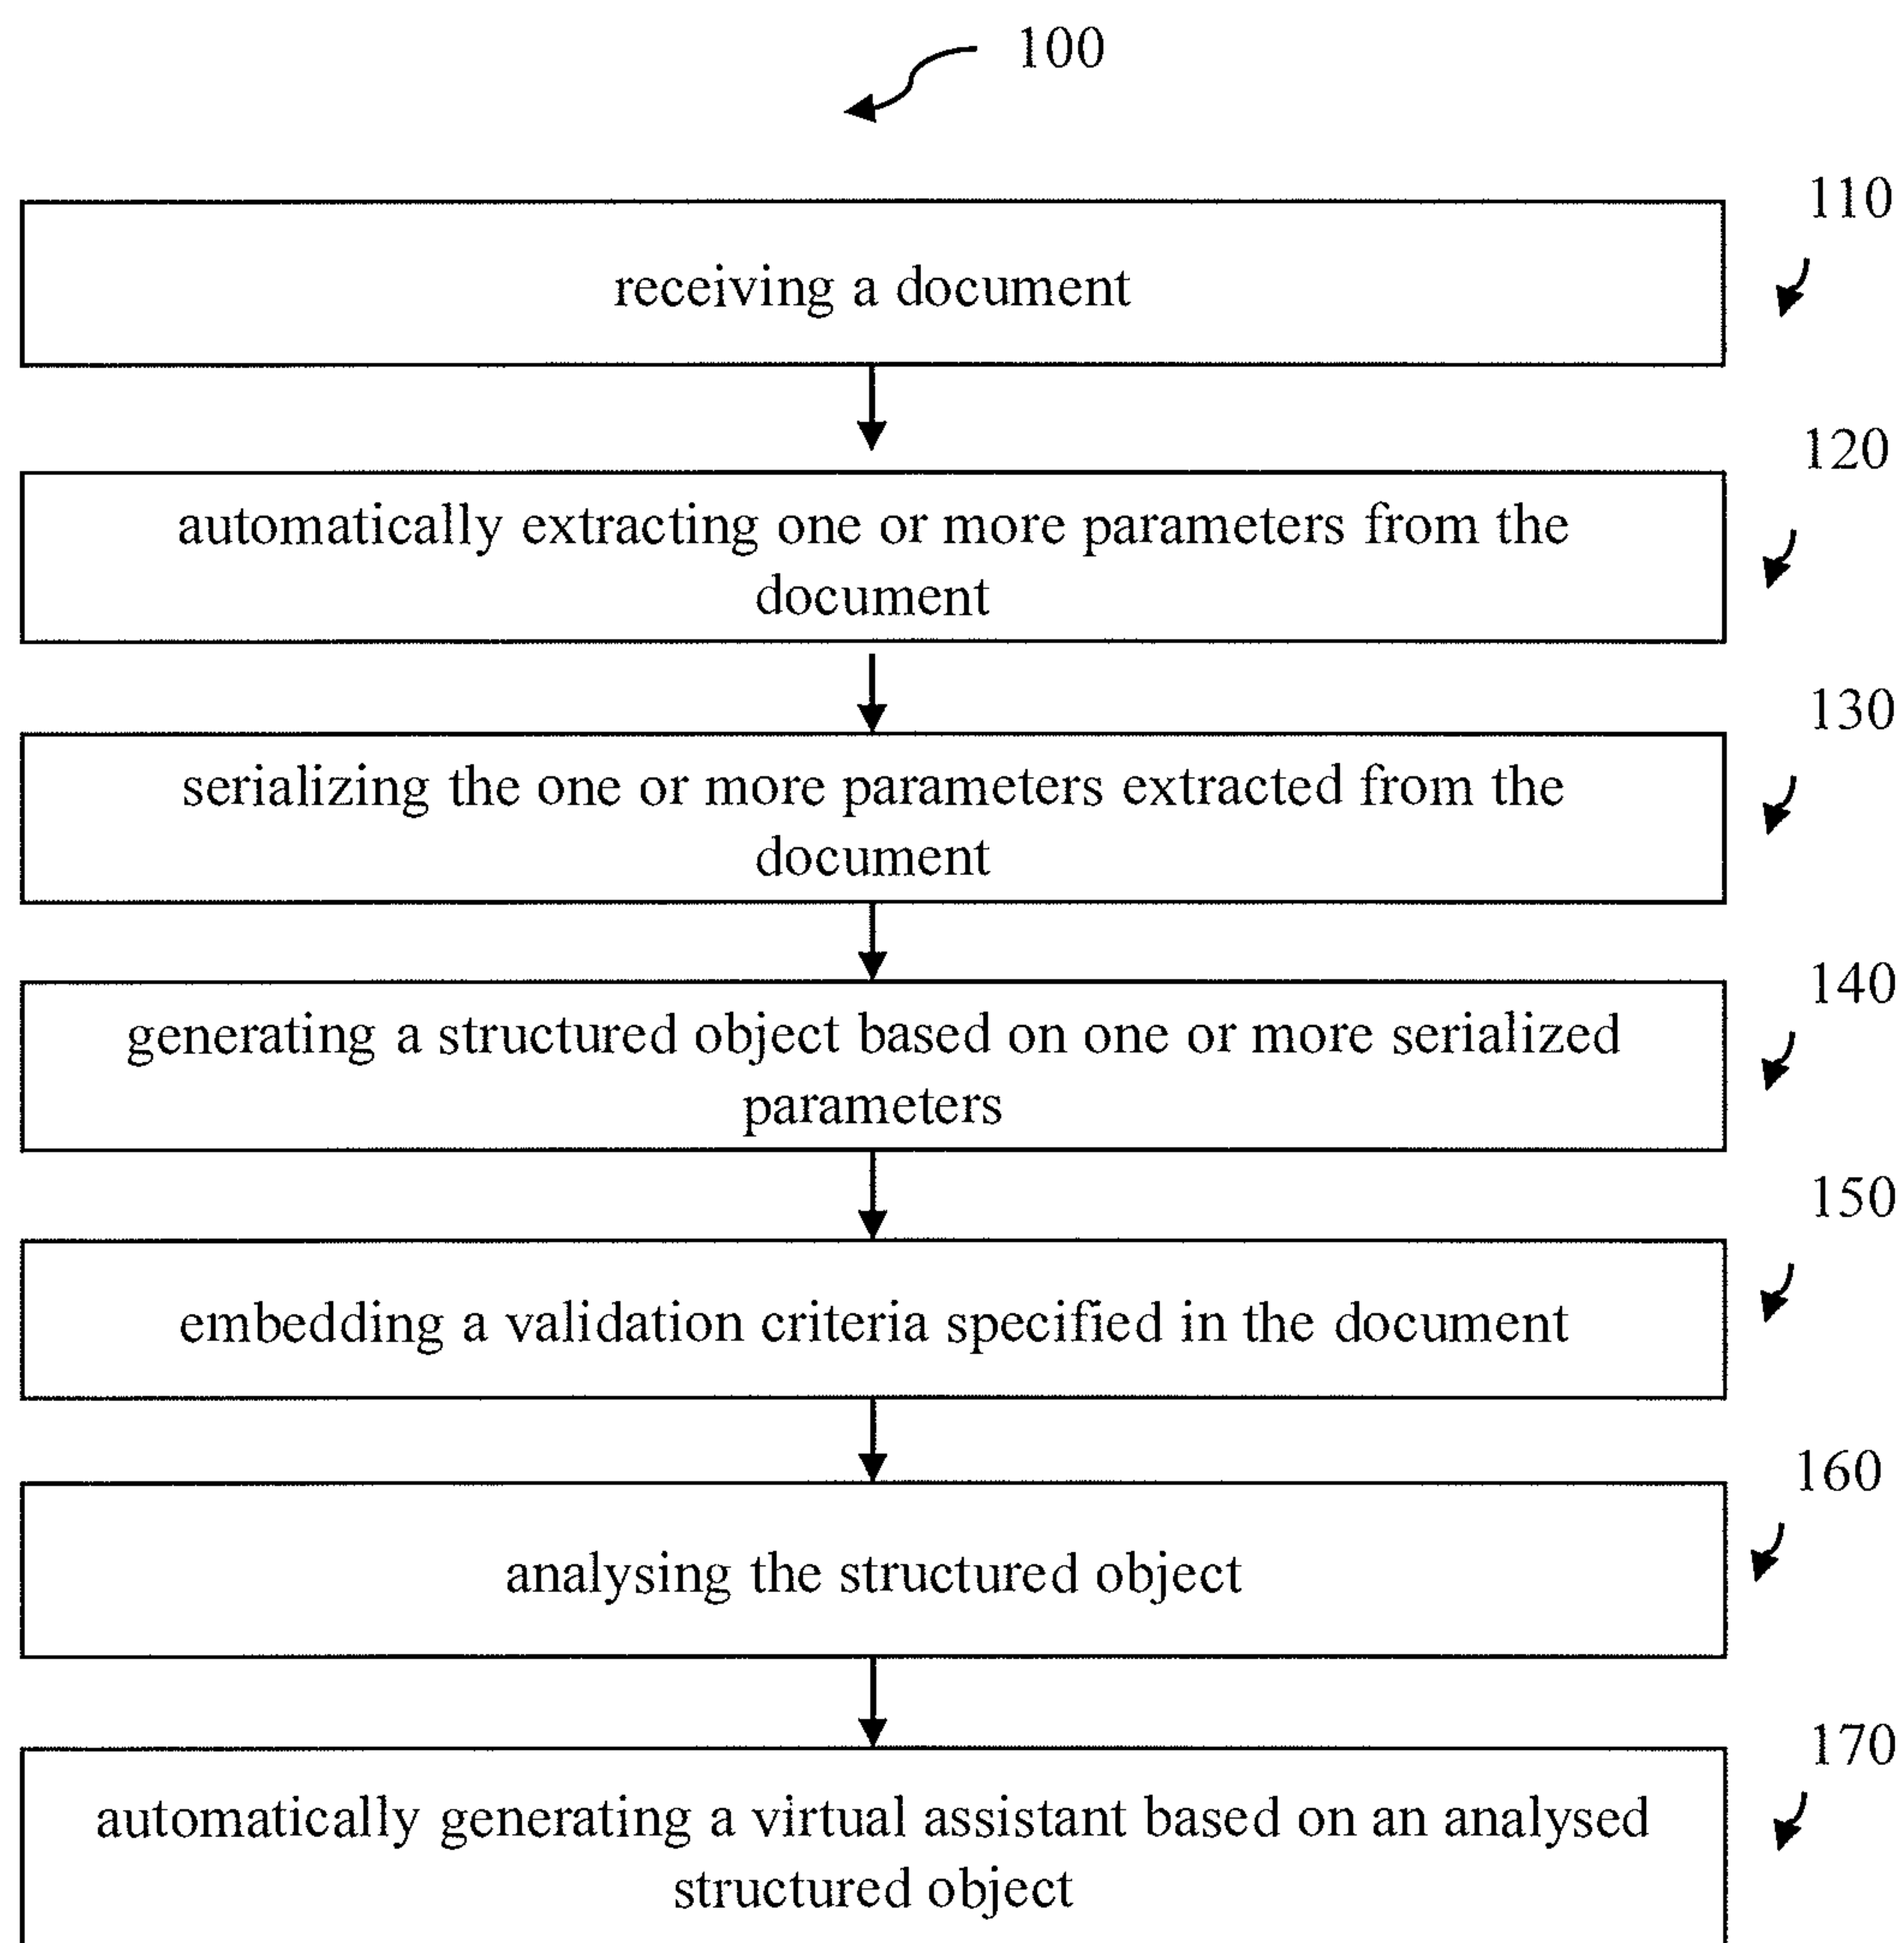 100
110
receiving a document
120
automatically extracting one or more parameters from the
document
130
serializing the one or more parameters extracted from the
document
140
generating a structured object based on one or more serialized
parameters
150
embedding a validation criteria specified in the document
160
analysing the structured object
170
automatically generating a virtual assistant based on an analysed
structured object